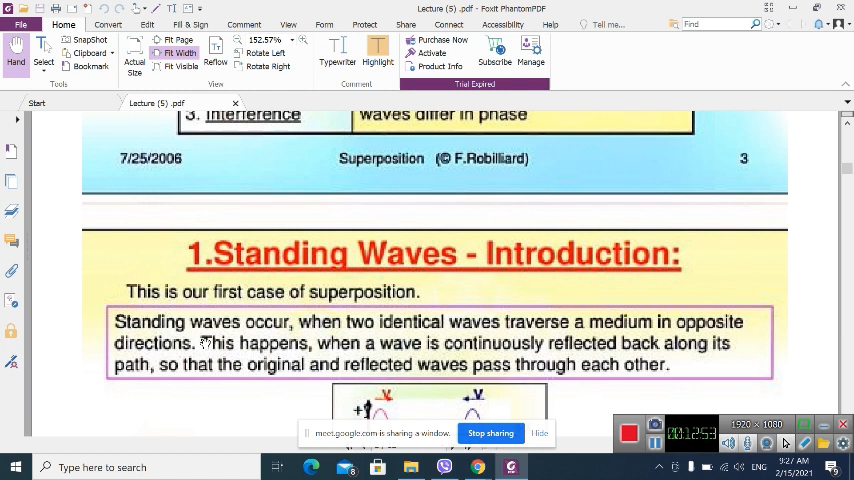 Lecture (5) .pdf - Foxit PhantomPDF
File
Home
Convert
Edit
Fill & Sign
Comment
View
Form
Protect
Share
Connect
Accessibility
Help
Tell me...
Find
Hand
Select
SnapShot
Clipboard
Bookmark
Tools
Actual
Size
Fit Page
Fit Width
Fit Visible
Reflow
152.57%
Rotate Left
Rotate Right
View
Typewriter
Highlight
Comment
Purchase Now
Activate
Product Info
Subscribe
Manage
Trial Expired
Start
Lecture (5) .pdf
3. Interference
waves differ in phase
7/25/2006
Superposition (© F.Robilliard)
3
1.Standing Waves - Introduction:
This is our first case of superposition.
Standing waves occur, when two identical waves traverse a medium in opposite
directions. This happens, when a wave is continuously reflected back along its
path, so that the original and reflected waves pass through each other.
+y
v
v
meet.google.com is sharing a window.
Stop sharing
Hide
00:12:53
1920 × 1080
Type here to search
8
ENG
9:27 AM
2/15/2021
9